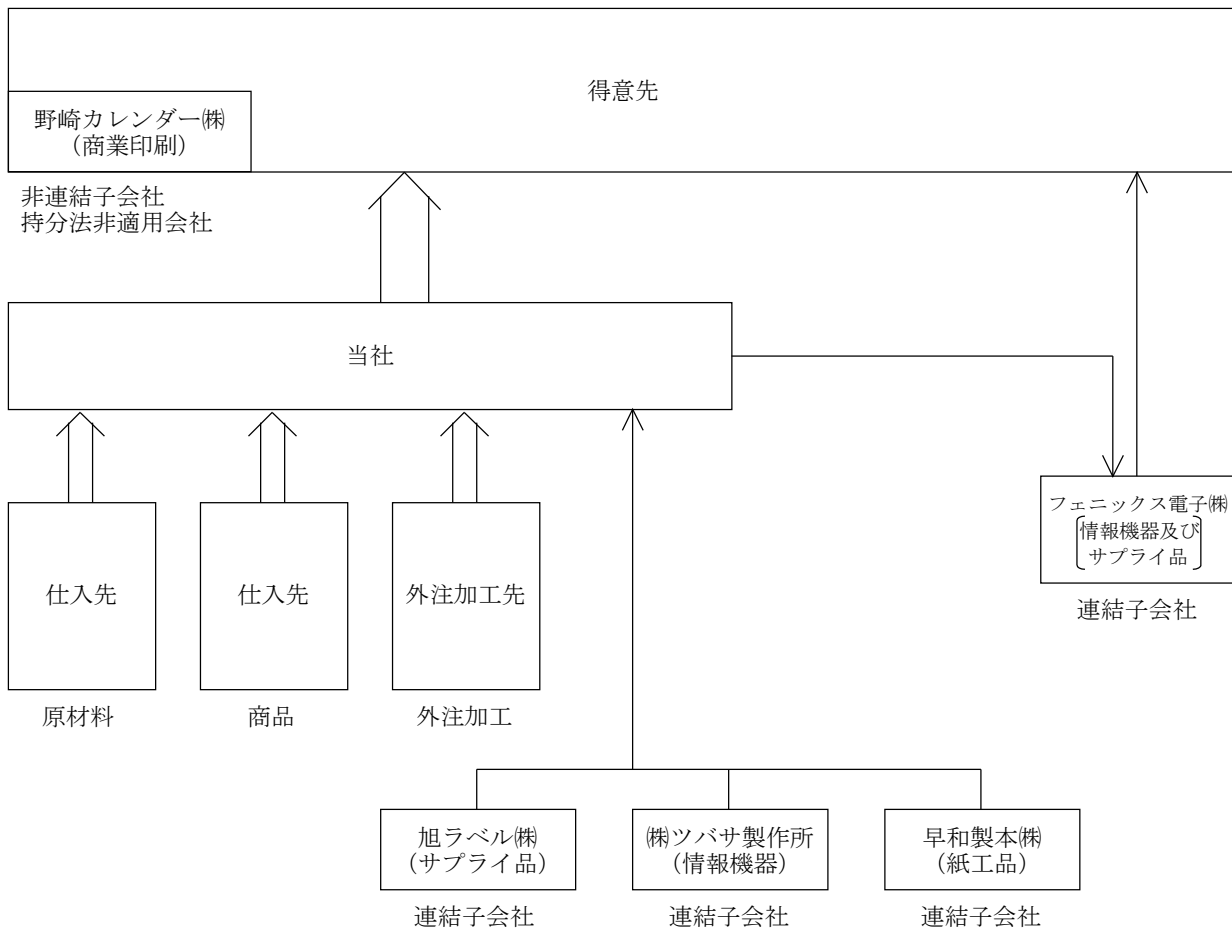 得意先
野崎カレンダー㈱
（商業印刷）
非連結子会社
持分法非適用会社
当社
フェニックス電子㈱
情報機器及び
サプライ品
連結子会社
仕入先
仕入先
外注加工先
原材料
商品
外注加工
旭ラベル㈱
（サプライ品）
㈱ツバサ製作所
（情報機器）
早和製本㈱
（紙工品）
連結子会社
連結子会社
連結子会社